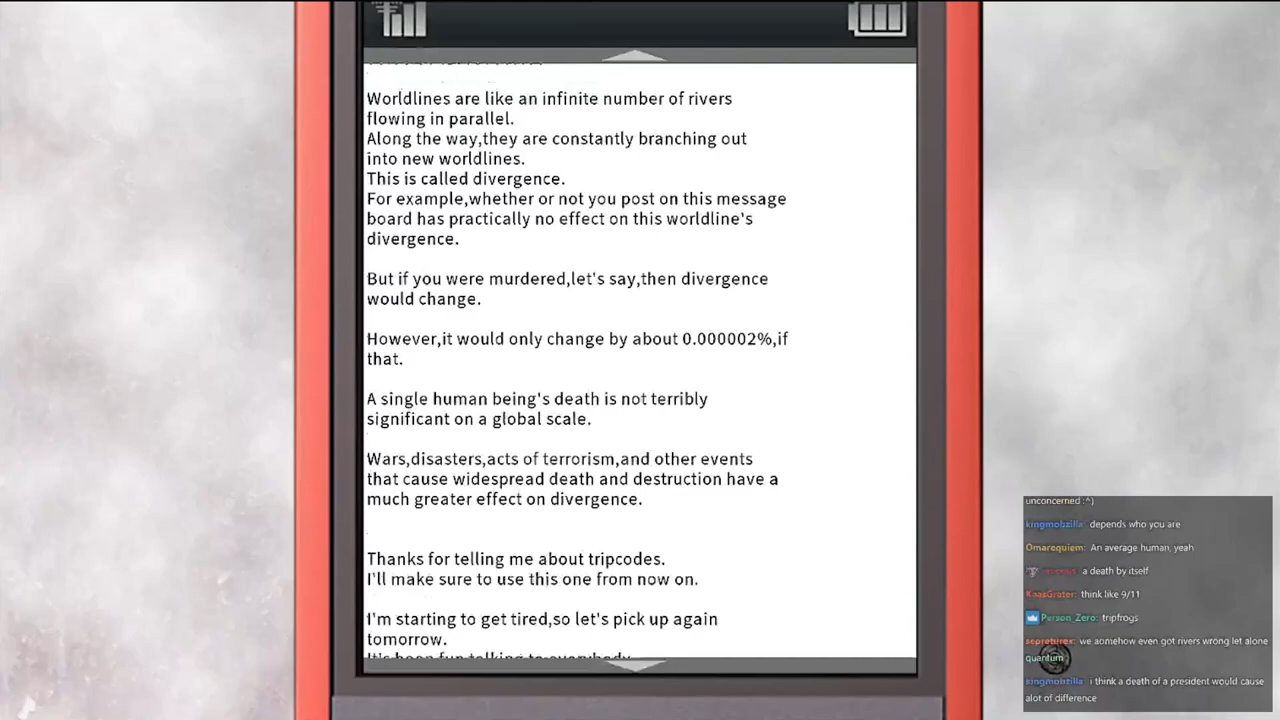 Worldlines are like an infinite number of rivers
flowing in parallel.
Along the way,they are constantly branching out
into new worldlines.
This is called divergence.
For example,whether or not you post on this message
board has practically no effect on this worldline's
divergence.
But if you were murdered,let's say,then divergence
would change.
However,it would only change by about 0.000002%,if
that.
A single human being's death is not terribly
significant on a global scale.
Wars,disasters,acts of terrorism,and other events
that cause widespread death and destruction have a
much greater effect on divergence.
Thanks for telling me about tripcodes.
I'll make sure to use this one from now on.
I'm starting to get tired,so let's pick up again
tomorrow.
It's been fun talking to everybody
unconcerned :^)
kingmobzilla: depends who you are
Omarequiem: An average human, yeah
a death by itself
KaasGrater: think like 9/11
Person_Zero: tripfrogs
we somehow even got rivers wrong let alone
quantum
kingmobzilla: i think a death of a president would cause
alot of difference